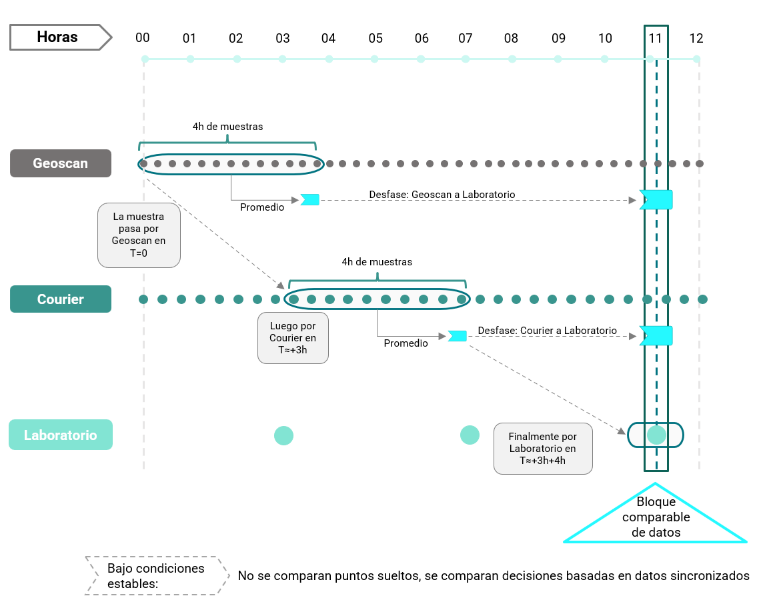 Horas
00 01 02 03 04 05 06 07 08 09 10 11 12
4h de muestras
Geoscan
Desfase: Geoscan a Laboratorio
Promedio
La muestra
pasa por
Geoscan en
T=0
4h de muestras
Courier
Luego por
Courier en
T≈+3h
Desfase: Courier a Laboratorio
Promedio
Laboratorio
Finalmente por
Laboratorio en
T≈+3h+4h
Bloque
comparable
de datos
Bajo condiciones
estables:
No se comparan puntos sueltos, se comparan decisiones basadas en datos sincronizados